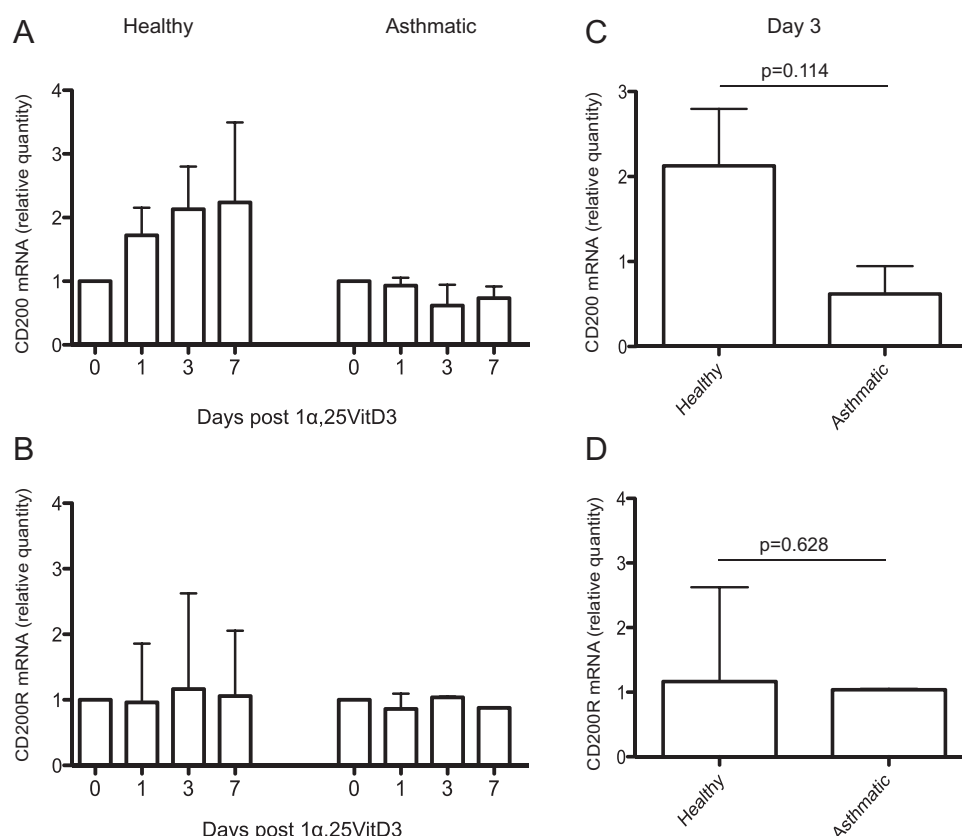 A
Healthy
Asthmatic
CD200 mRNA (relative quantity)
4
3
2
1
0
0 1 3 7
0 1 3 7
Days post 1α,25VitD3
C
Day 3
p=0.114
CD200 mRNA (relative quantity)
3
2
1
0
Healthy
Asthmatic
B
CD200R mRNA (relative quantity)
4
3
2
1
0
0 1 3 7
0 1 3 7
Days post 1α,25VitD3
D
p=0.628
CD200R mRNA (relative quantity)
4
3
2
1
0
Healthy
Asthmatic